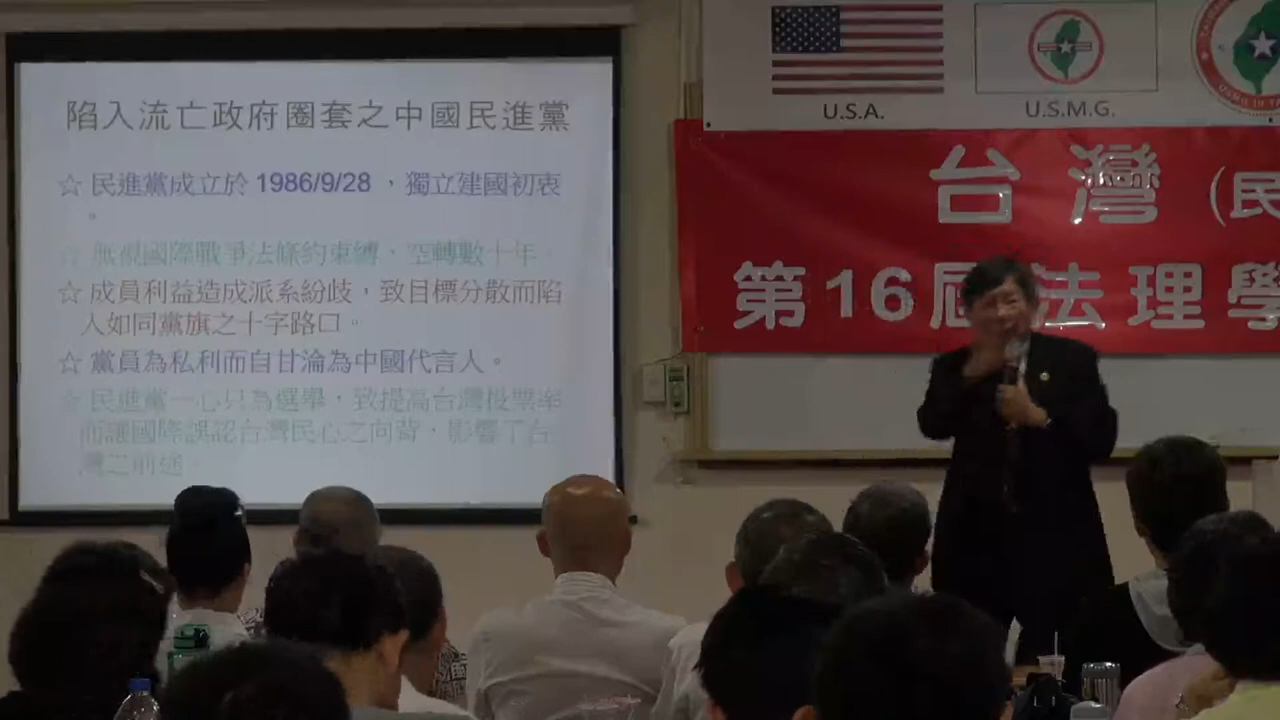 陷入流亡政府圈套之中國民進黨
☆ 民進黨成立於 1986/9/28 ，獨立建國初衷
。
☆ 無視國際戰爭法條約束縛，空轉數十年。
☆ 成員利益造成派系紛歧，致目標分散而陷
入如同黨旗之十字路口。
☆ 黨員為私利而自甘淪為中國代言人。
☆ 民進黨一心只為選舉，致提高台灣投票率
而讓國際誤認台灣民心之向背，影響了台
灣之前途。
U.S.A.
U.S.M.G.
台灣（民
第16屆法理學